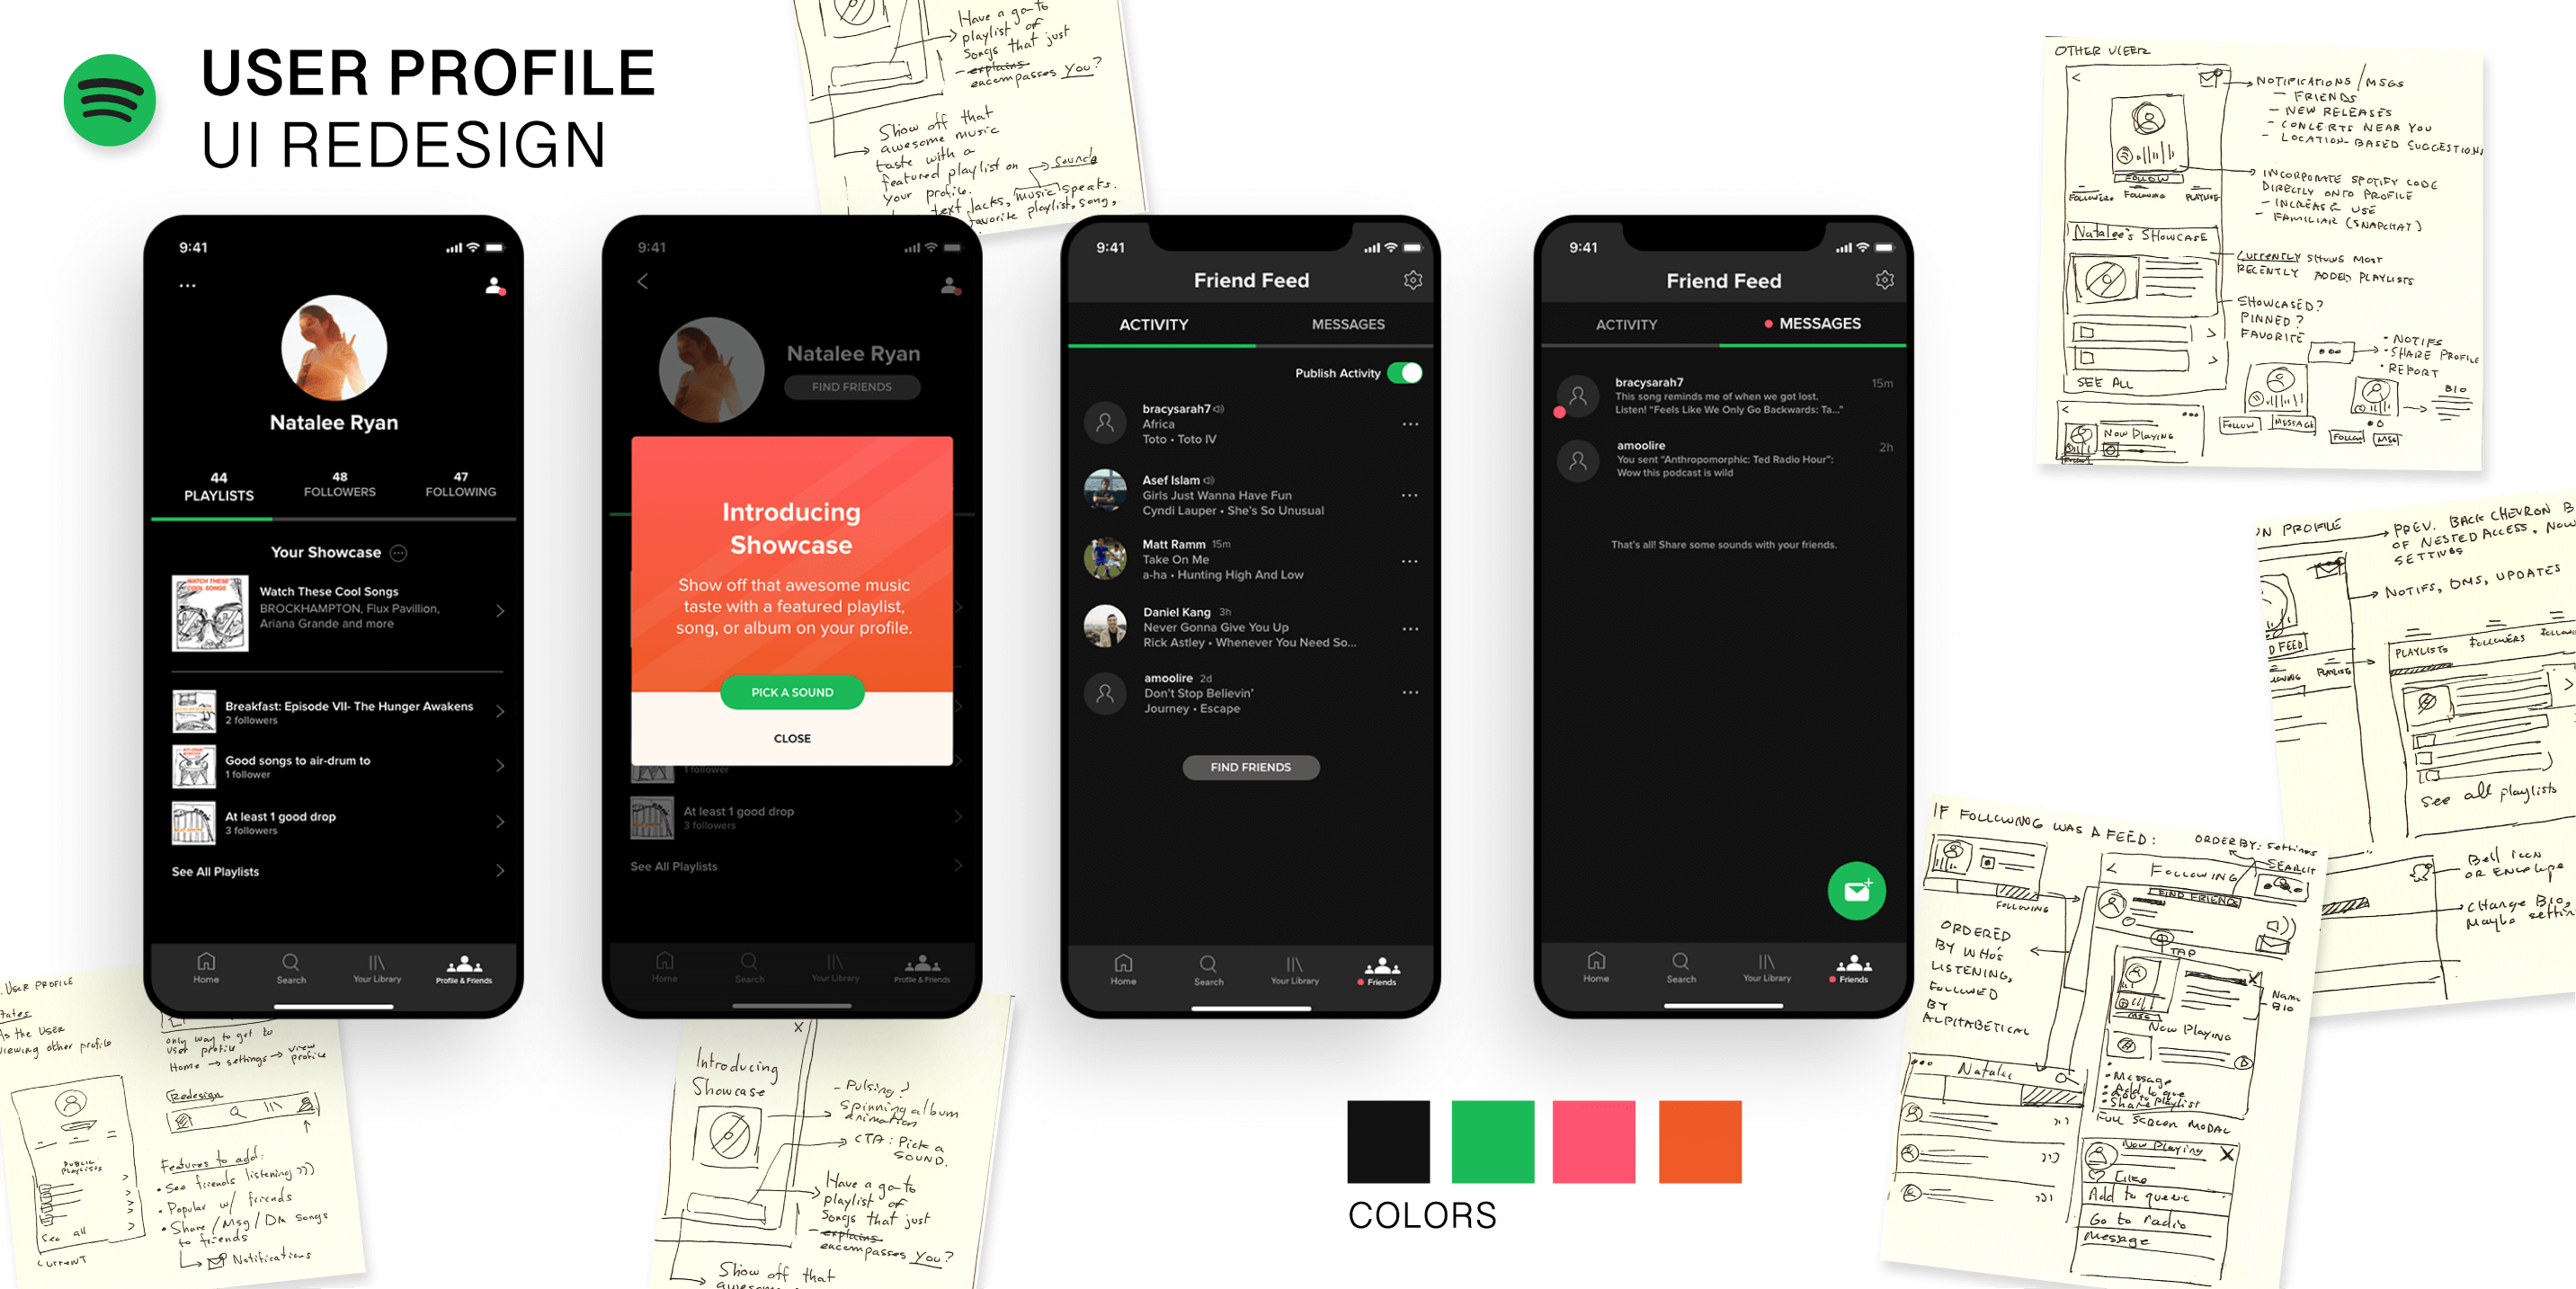 USER PROFILE
UI REDESIGN
Have a go-to
playlist of
songs that just
explains
encompasses you?
Show off that
awesome music
taste with a
featured playlist on
your profile.
sounds
text lacks, music speaks.
favorite playlist, song,
OTHER USER
NOTIFICATIONS / MSGS
- FRIENDS
- NEW RELEASES
- CONCERTS NEAR YOU
- LOCATION-BASED SUGGESTIONS
INCORPORATE SPOTIFY CODE
DIRECTLY ONTO PROFILE
- INCREASE USE
- FAMILIAR (SNAPCHAT)
FOLLOW
FOLLOWERS FOLLOWING PLAYLISTS
Natalee's SHOWCASE
CURRENTLY SHOWS MOST
RECENTLY ADDED PLAYLISTS
SHOWCASED?
PINNED?
FAVORITE
SEE ALL
- NOTIFS
- SHARE PROFILE
- REPORT
BIO
FOLLOW MESSAGE
FOLLOW MSG
NOW PLAYING
9:41
Natalee Ryan
44
PLAYLISTS
48
FOLLOWERS
47
FOLLOWING
Your Showcase
WATCH THESE
COOL SONGS
Watch These Cool Songs
BROCKHAMPTON, Flux Pavillion,
Ariana Grande and more
Breakfast: Episode VII- The Hunger Awakens
2 followers
Good songs to air-drum to
1 follower
At least 1 good drop
3 followers
See All Playlists
Home
Search
Your Library
Profile & Friends
9:41
Natalee Ryan
FIND FRIENDS
Introducing
Showcase
Show off that awesome music
taste with a featured playlist,
song, or album on your profile.
PICK A SOUND
CLOSE
1 follower
At least 1 good drop
3 followers
See All Playlists
Home
Search
Your Library
Profile & Friends
9:41
Friend Feed
ACTIVITY
MESSAGES
Publish Activity
bracysarah7
Africa
Toto • Toto IV
Asef Islam
Girls Just Wanna Have Fun
Cyndi Lauper • She's So Unusual
Matt Ramm 15m
Take On Me
a-ha • Hunting High And Low
Daniel Kang 3h
Never Gonna Give You Up
Rick Astley • Whenever You Need So...
amoolire 2d
Don't Stop Believin'
Journey • Escape
FIND FRIENDS
Home
Search
Your Library
Friends
9:41
Friend Feed
ACTIVITY
MESSAGES
bracysarah7 15m
This song reminds me of when we got lost.
Listen! "Feels Like We Only Go Backwards: Ta..."
amoolire 2h
You sent "Anthropomorphic: Ted Radio Hour":
Wow this podcast is wild
That's all! Share some sounds with your friends.
Home
Search
Your Library
Friends
N PROFILE
PREV. BACK CHEVRON B
OF NESTED ACCESS, NOW
SETTINGS
NOTIFS, DMS, UPDATES
D FEED
PLAYLISTS
PLAYLISTS FOLLOWERS
See all playlists
Bell icon
OR ENvelope
CHange BIO,
Maybe settin
IF FOLLOWING WAS A FEED:
ORDER BY: Settings
SEARCH
FOLLOWING
FOLLOWING
FIND FRIENDS
ORDERED
BY WHO'S
LISTENING,
FOLLOWED
BY
ALPHABETICAL
TAP
MSG
Name
BIO
Now Playing
• Message
• Add to que
• Add to playlist
• Share playlist
FULL SCREEN MODAL
Natalee
Now Playing
Like
Add to queue
Go to radio
Message
USER PROFILE
tates
As the User
viewing other profile
only way to get to
user profile
Home → settings → view
profile
Redesign
PUBLIC
PLAYLISTS
See all
CURRENT
Features to add:
• See friends listening
• Popular w/ friends
• Share / Msg / Dm songs
to friends
Notifications
X
Introducing
Showcase
- Pulsing?
Spinning album
animation
CTA: Pick a
SOUND.
Have a go-to
playlist of
songs that just
explains
encompasses You?
Show off that
COLORS